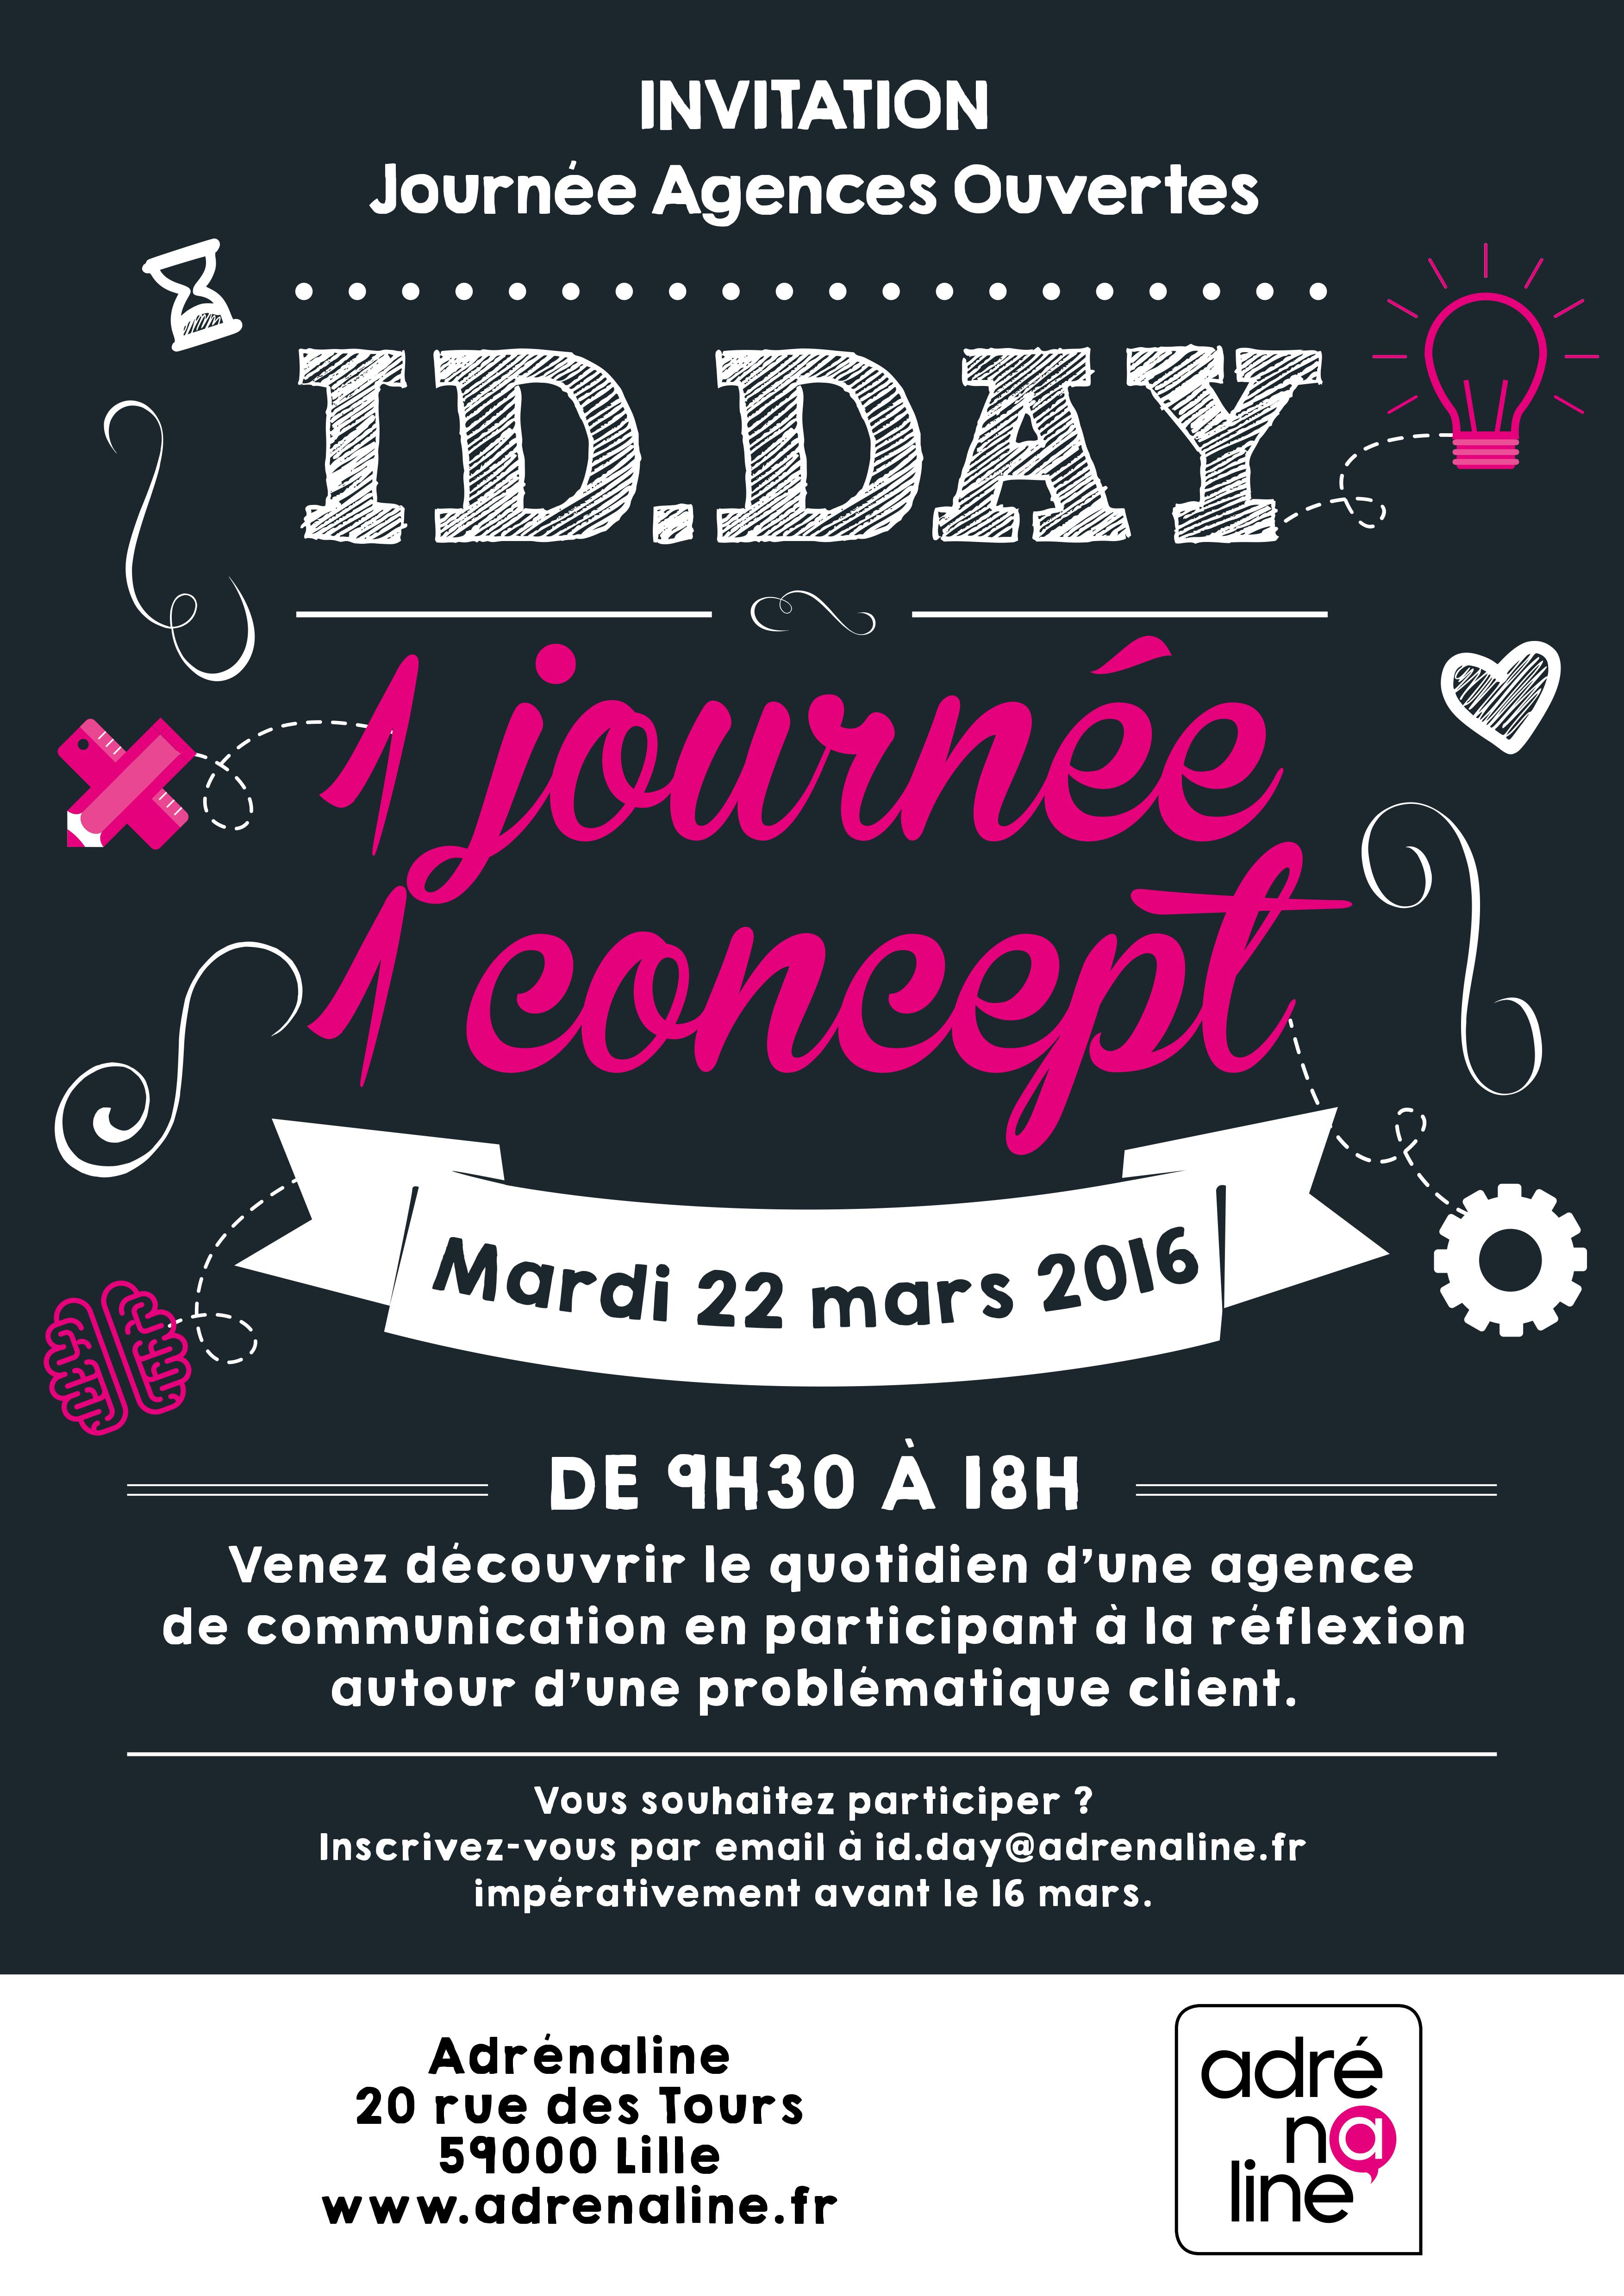 INVITATION
Journée Agences Ouvertes
ID.DAY
1 journée
1 concept
Mardi 22 mars 2016
DE 9H30 À 18H
Venez découvrir le quotidien d'une agence
de communication en participant à la réflexion
autour d'une problématique client.
Vous souhaitez participer ?
Inscrivez-vous par email à id.day@adrenaline.fr
impérativement avant le 16 mars.
Adrénaline
20 rue des Tours
59000 Lille
www.adrenaline.fr
adré
na
line